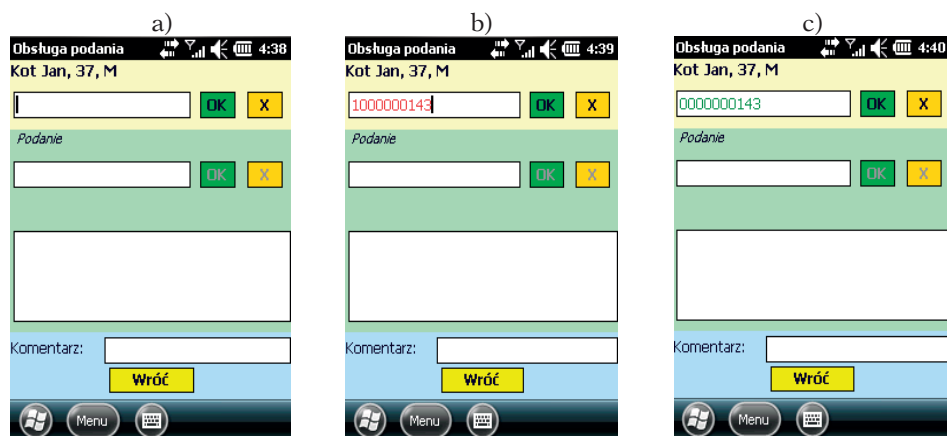 a)
Obsługa podania 4:38
Kot Jan, 37, M
OK X
Podanie
OK X
Komentarz:
Wróć
Menu
b)
Obsługa podania 4:39
Kot Jan, 37, M
1000000143 OK X
Podanie
OK X
Komentarz:
Wróć
Menu
c)
Obsługa podania 4:40
Kot Jan, 37, M
0000000143 OK X
Podanie
OK X
Komentarz:
Wróć
Menu